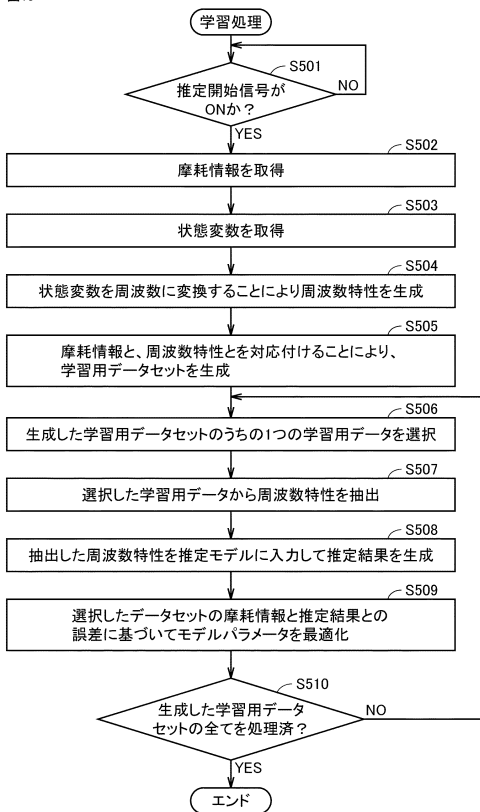 学習処理
S501
推定開始信号が
ONか？
NO
YES
S502
摩耗情報を取得
S503
状態変数を取得
S504
状態変数を周波数に変換することにより周波数特性を生成
S505
摩耗情報と、周波数特性とを対応付けることにより、
学習用データセットを生成
S506
生成した学習用データセットのうちの1つの学習用データを選択
S507
選択した学習用データから周波数特性を抽出
S508
抽出した周波数特性を推定モデルに入力して推定結果を生成
S509
選択したデータセットの摩耗情報と推定結果との
誤差に基づいてモデルパラメータを最適化
S510
生成した学習用データ
セットの全てを処理済？
NO
YES
エンド